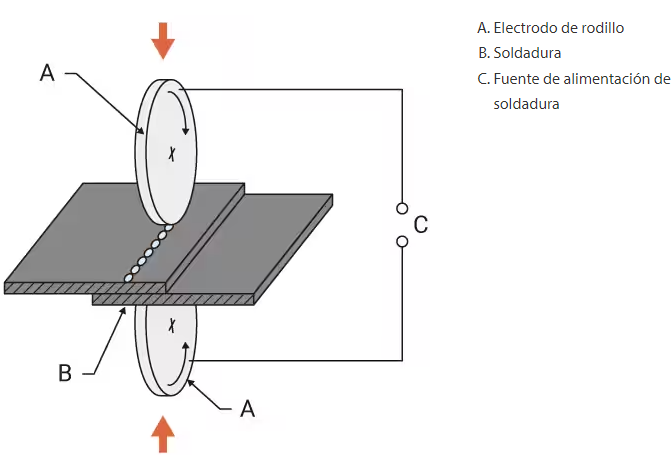 A. Electrodo de rodillo
B. Soldadura
C. Fuente de alimentación de
soldadura
A
C
B
A